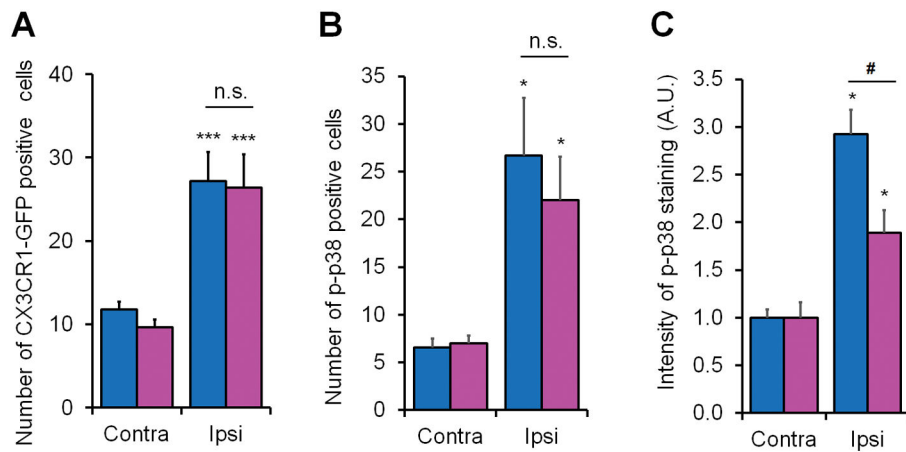 A
Number of CX3CR1-GFP positive cells
40
30
20
10
0
n.s.
*** ***
Contra Ipsi
B
Number of p-p38 positive cells
35
30
25
20
15
10
5
0
n.s.
*
*
Contra Ipsi
C
Intensity of p-p38 staining (A.U.)
3.5
3.0
2.5
2.0
1.5
1.0
0.5
0.0
#
*
*
Contra Ipsi